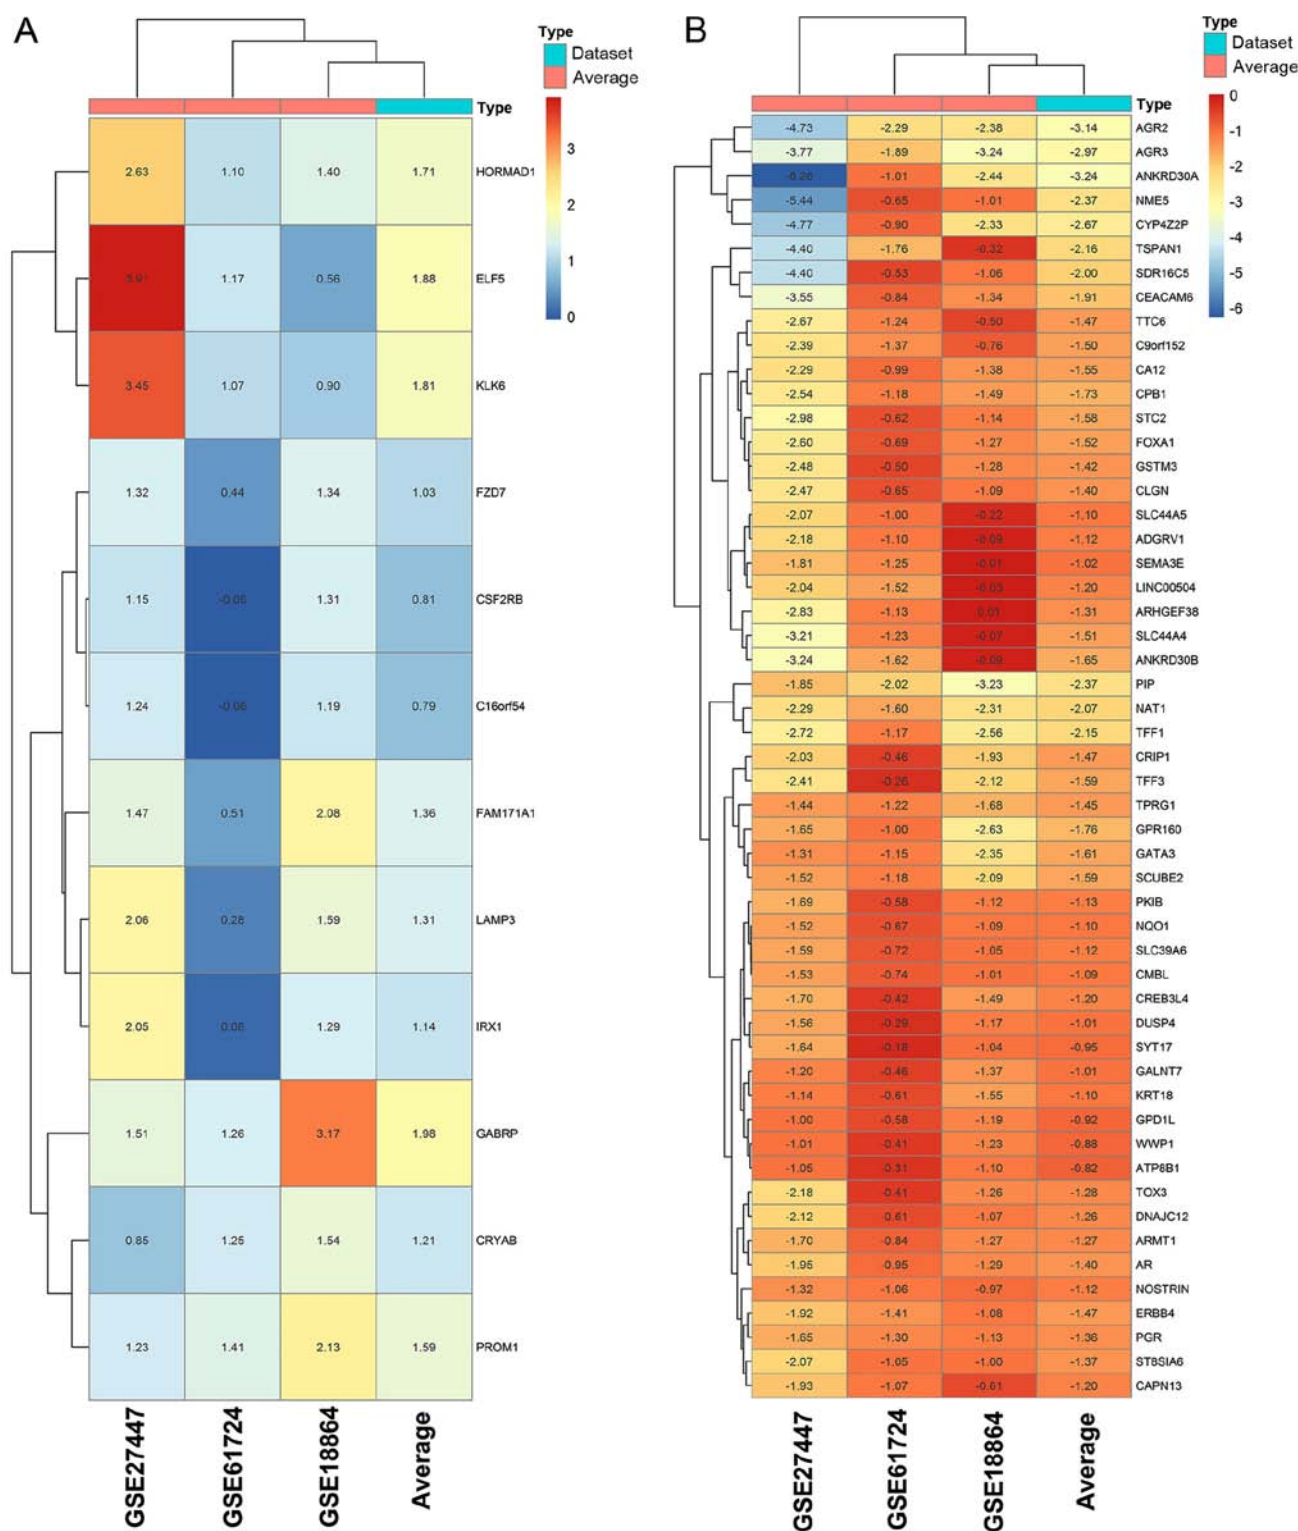 A
Type
Dataset
Average
Type
3
2
1
0
2.63 1.10 1.40 1.71 HORMAD1
3.91 1.17 0.56 1.88 ELF5
3.45 1.07 0.90 1.81 KLK6
1.32 0.44 1.34 1.03 FZD7
1.15 1.31 0.81 CSF2RB
1.24 1.19 0.79 C16orf54
1.47 0.51 2.08 1.36 FAM171A1
2.06 0.28 1.59 1.31 LAMP3
2.05 1.29 1.14 IRX1
1.51 1.26 3.17 1.98 GABRP
0.85 1.25 1.54 1.21 CRYAB
1.23 1.41 2.13 1.59 PROM1
GSE27447 GSE61724 GSE18864 Average
B
Type
Dataset
Average
Type
0
-1
-2
-3
-4
-5
-6
-4.73 -2.29 -2.38 -3.14 AGR2
-3.77 -1.89 -3.24 -2.97 AGR3
-1.01 -2.44 -3.24 ANKRD30A
-5.44 -0.65 -1.01 -2.37 NME5
-4.77 -0.90 -2.33 -2.67 CYP4Z2P
-4.40 -1.76 -0.32 -2.16 TSPAN1
-4.40 -0.53 -1.06 -2.00 SDR16C5
-3.55 -0.84 -1.34 -1.91 CEACAM6
-2.67 -1.24 -0.50 -1.47 TTC6
-2.39 -1.37 -0.76 -1.50 C9orf152
-2.29 -0.99 -1.38 -1.55 CA12
-2.54 -1.18 -1.49 -1.73 CPB1
-2.98 -0.62 -1.14 -1.58 STC2
-2.60 -0.69 -1.27 -1.52 FOXA1
-2.48 -0.50 -1.28 -1.42 GSTM3
-2.47 -0.65 -1.09 -1.40 CLGN
-2.07 -1.00 -0.22 -1.10 SLC44A5
-2.18 -1.10 -0.09 -1.12 ADGRV1
-1.81 -1.25 -0.01 -1.02 SEMA3E
-2.04 -1.52 -0.03 -1.20 LINC00504
-2.83 -1.13 0.01 -1.31 ARHGEF38
-3.21 -1.23 -0.07 -1.51 SLC44A4
-3.24 -1.62 -0.09 -1.65 ANKRD30B
-1.85 -2.02 -3.23 -2.37 PIP
-2.29 -1.60 -2.31 -2.07 NAT1
-2.72 -1.17 -2.56 -2.15 TFF1
-2.03 -0.46 -1.93 -1.47 CRIP1
-2.41 -0.26 -2.12 -1.59 TFF3
-1.44 -1.22 -1.68 -1.45 TPRG1
-1.65 -1.00 -2.63 -1.76 GPR160
-1.31 -1.15 -2.35 -1.61 GATA3
-1.52 -1.18 -2.09 -1.59 SCUBE2
-1.69 -0.58 -1.12 -1.13 PKIB
-1.52 -0.67 -1.09 -1.10 NQO1
-1.59 -0.72 -1.05 -1.12 SLC39A6
-1.53 -0.74 -1.01 -1.09 CMBL
-1.70 -0.42 -1.49 -1.20 CREB3L4
-1.56 -0.29 -1.17 -1.01 DUSP4
-1.64 -0.18 -1.04 -0.95 SYT17
-1.20 -0.46 -1.37 -1.01 GALNT7
-1.14 -0.61 -1.55 -1.10 KRT18
-1.00 -0.58 -1.19 -0.92 GPD1L
-1.01 -0.41 -1.23 -0.88 WWP1
-1.05 -0.31 -1.10 -0.82 ATP8B1
-2.18 -0.41 -1.26 -1.28 TOX3
-2.12 -0.61 -1.07 -1.26 DNAJC12
-1.70 -0.84 -1.27 -1.27 ARMT1
-1.95 -0.95 -1.29 -1.40 AR
-1.32 -1.06 -0.97 -1.12 NOSTRIN
-1.92 -1.41 -1.08 -1.47 ERBB4
-1.65 -1.30 -1.13 -1.36 PGR
-2.07 -1.05 -1.00 -1.37 ST8SIA6
-1.93 -1.07 -0.61 -1.20 CAPN13
GSE27447 GSE61724 GSE18864 Average